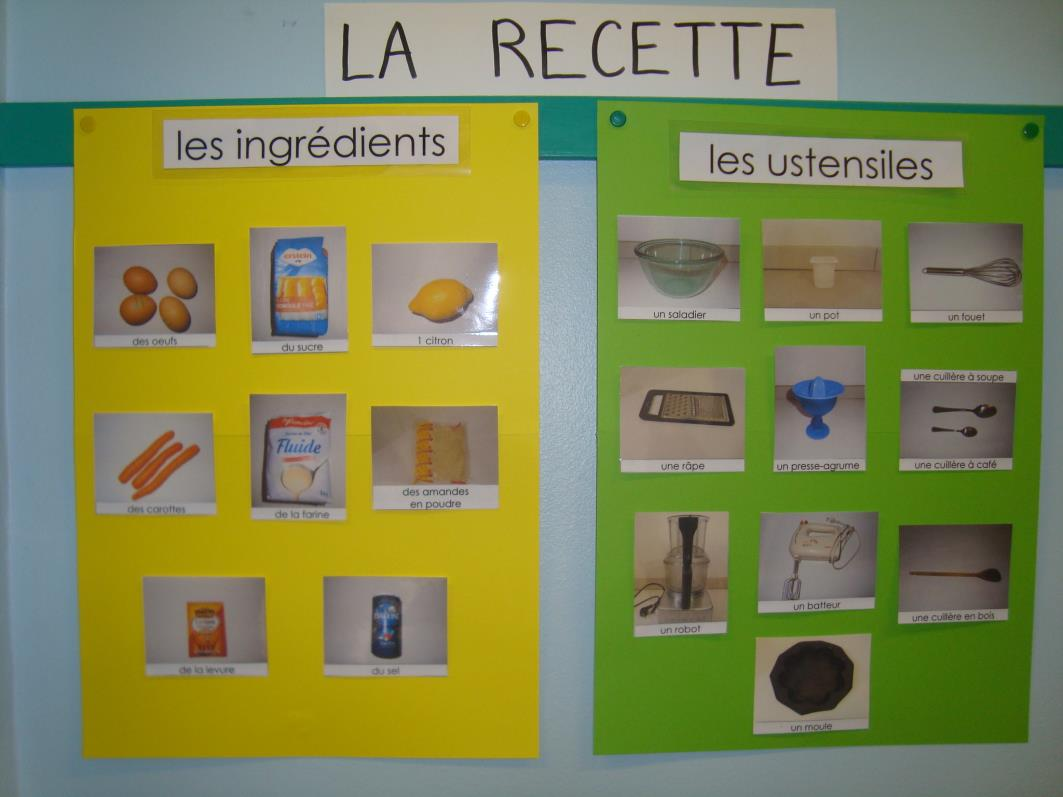 LA RECETTE
les ingrédients
des oeufs
erstein
du sucre
1 citron
des carottes
Fluide
de la farine
des amandes
en poudre
de la levure
du sel
les ustensiles
un saladier
un pot
un fouet
une râpe
un presse-agrume
une cuillère à soupe
une cuillère à café
un robot
un batteur
une cuillère en bois
un moule